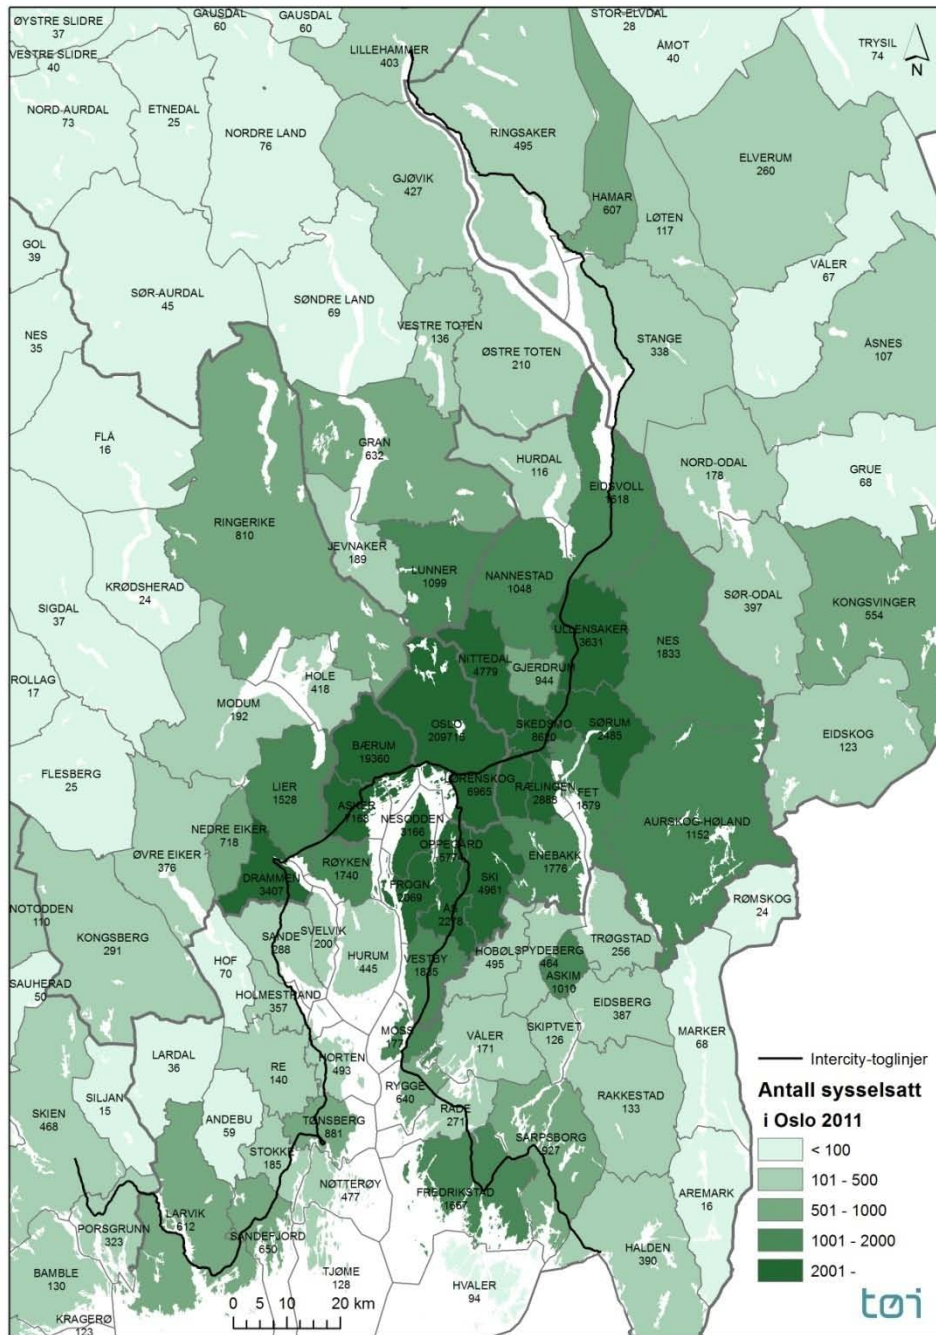 ØYSTRE SLIDRE
37
GAUSDAL
60
GAUSDAL
60
STOR-ELVDAL
28
VESTRE SLIDRE
40
LILLEHAMMER
403
ÅMOT
40
TRYSIL
74
N
NORD-AURDAL
73
ETNEDAL
25
NORDRE LAND
76
RINGSAKER
495
ELVERUM
260
GJØVIK
427
HAMAR
607
LØTEN
117
GOL
39
SØR-AURDAL
45
SØNDRE LAND
69
VÅLER
67
NES
35
VESTRE TOTEN
136
ØSTRE TOTEN
210
STANGE
338
ÅSNES
107
FLÅ
16
GRAN
632
HURDAL
116
EIDSVOLL
1618
NORD-ODAL
178
GRUE
68
RINGERIKE
810
JEVNAKER
189
LUNNER
1099
NANNESTAD
1048
KRØDSHERAD
24
SØR-ODAL
397
KONGSVINGER
554
SIGDAL
37
ULLENSAKER
3631
NES
1833
ROLLAG
17
NITTEDAL
4779
GJERDRUM
944
HOLE
418
MODUM
192
OSLO
SKEDSMO
SØRUM
2485
EIDSKOG
123
BÆRUM
19360
FLESBERG
25
LIER
1528
ASKER
7163
LØRENSKOG
6965
RÆLINGEN
2883
FET
1679
NESODDEN
3166
AURSKOG-HØLAND
1152
NEDRE EIKER
718
OPPEGÅRD
ØVRE EIKER
376
RØYKEN
1740
ENEBAKK
1776
DRAMMEN
3407
FROGN
2069
SKI
4961
RØMSKOG
24
NOTODDEN
110
ÅS
2278
KONGSBERG
291
SANDE
288
SVELVIK
200
HURUM
445
VESTBY
1835
HOBØL
495
SPYDEBERG
464
TRØGSTAD
256
HOF
70
ASKIM
1010
SAUHERAD
50
HOLMESTRAND
357
EIDSBERG
387
MOSS
VÅLER
171
SKIPTVET
126
MARKER
68
LARDAL
36
HORTEN
493
RE
140
RYGGE
640
SILJAN
15
SKIEN
468
ANDEBU
59
TØNSBERG
881
RÅDE
271
RAKKESTAD
133
STOKKE
185
SARPSBORG
927
NØTTERØY
477
FREDRIKSTAD
1667
AREMARK
16
PORSGRUNN
323
LARVIK
612
SANDEFJORD
650
HALDEN
390
BAMBLE
130
TJØME
128
HVALER
94
KRAGERØ
123
0 5 10 20 km
Intercity-toglinjer
Antall sysselsatt
i Oslo 2011
< 100
101 - 500
501 - 1000
1001 - 2000
2001 -
tøi